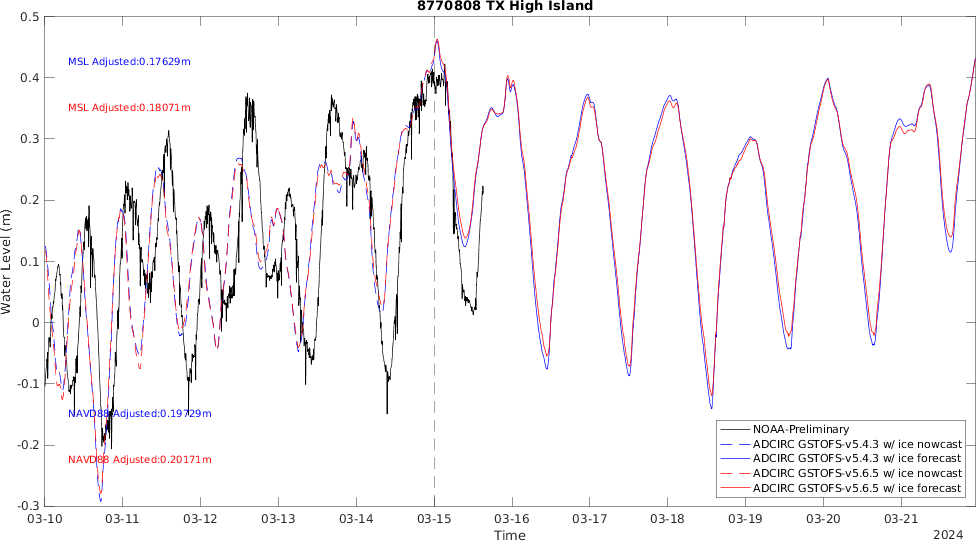 8770808 TX High Island
0.5
0.4
0.3
0.2
0.1
0
-0.1
-0.2
-0.3
Water Level (m)
MSL Adjusted:0.17629m
MSL Adjusted:0.18071m
NAVD88 Adjusted:0.19729m
NAVD88 Adjusted:0.20171m
NOAA-Preliminary
ADCIRC GSTOFS-v5.4.3 w/ ice nowcast
ADCIRC GSTOFS-v5.4.3 w/ ice forecast
ADCIRC GSTOFS-v5.6.5 w/ ice nowcast
ADCIRC GSTOFS-v5.6.5 w/ ice forecast
03-10 03-11 03-12 03-13 03-14 03-15 03-16 03-17 03-18 03-19 03-20 03-21
Time
2024